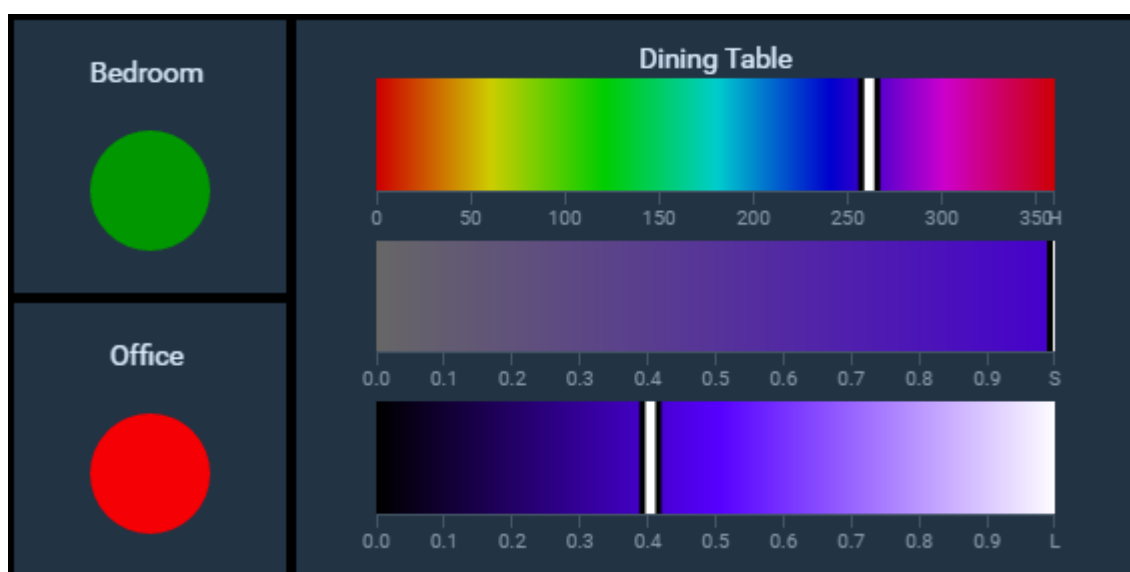 Bedroom
Office
Dining Table
0 50 100 150 200 250 300 350H
0.0 0.1 0.2 0.3 0.4 0.5 0.6 0.7 0.8 0.9 S
0.0 0.1 0.2 0.3 0.4 0.5 0.6 0.7 0.8 0.9 L